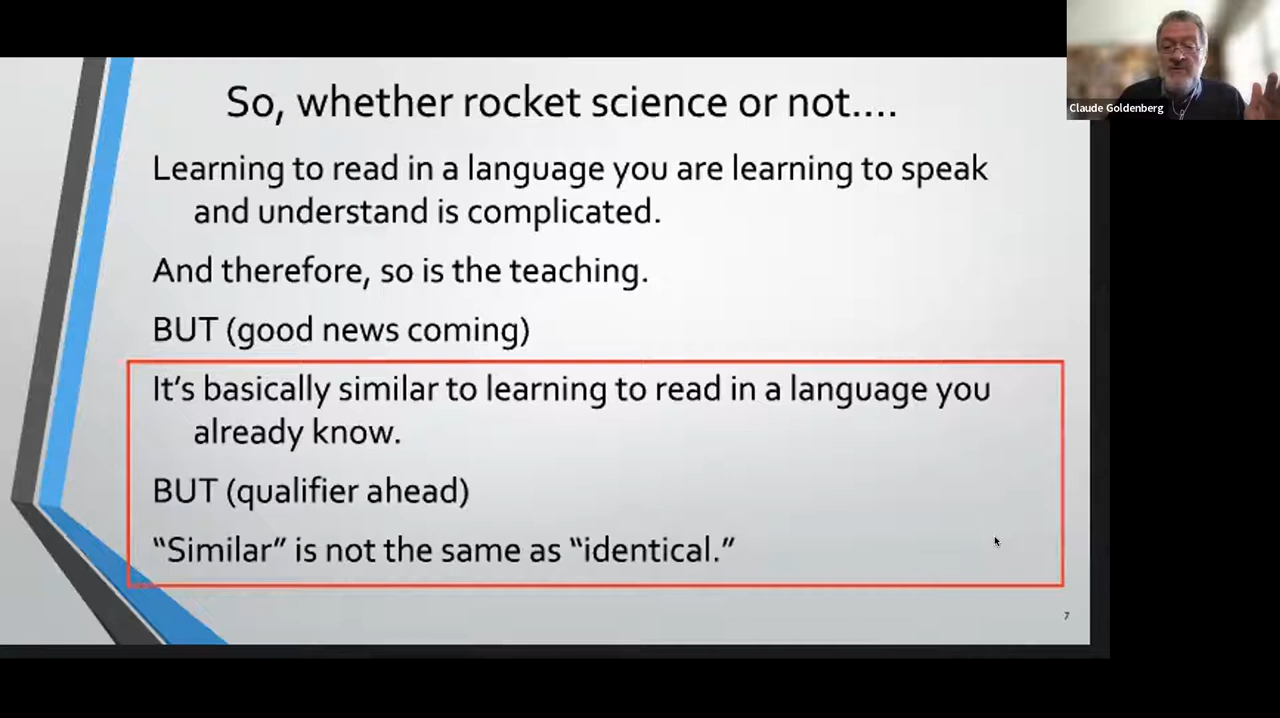 Claude Goldenberg
So, whether rocket science or not....
Learning to read in a language you are learning to speak
and understand is complicated.
And therefore, so is the teaching.
BUT (good news coming)
It’s basically similar to learning to read in a language you
already know.
BUT (qualifier ahead)
“Similar” is not the same as “identical.”
7